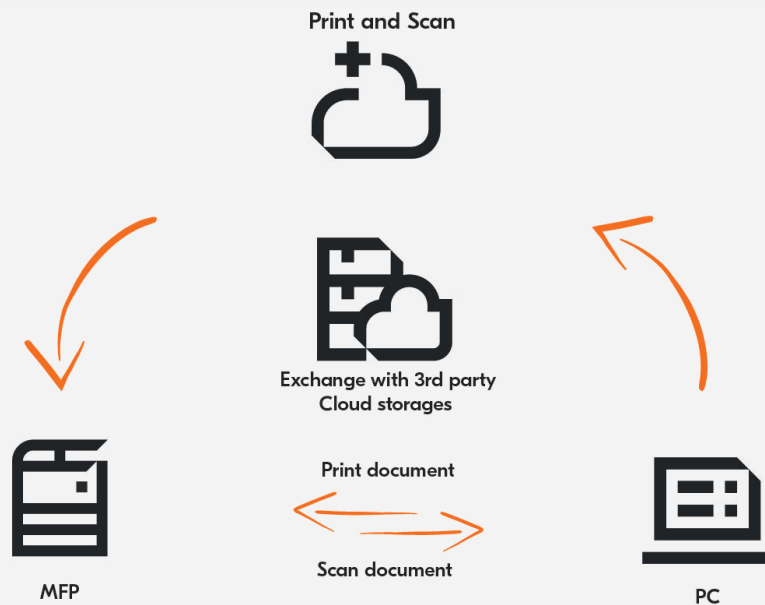 Print and Scan
Exchange with 3rd party
Cloud storages
Print document
Scan document
MFP
PC